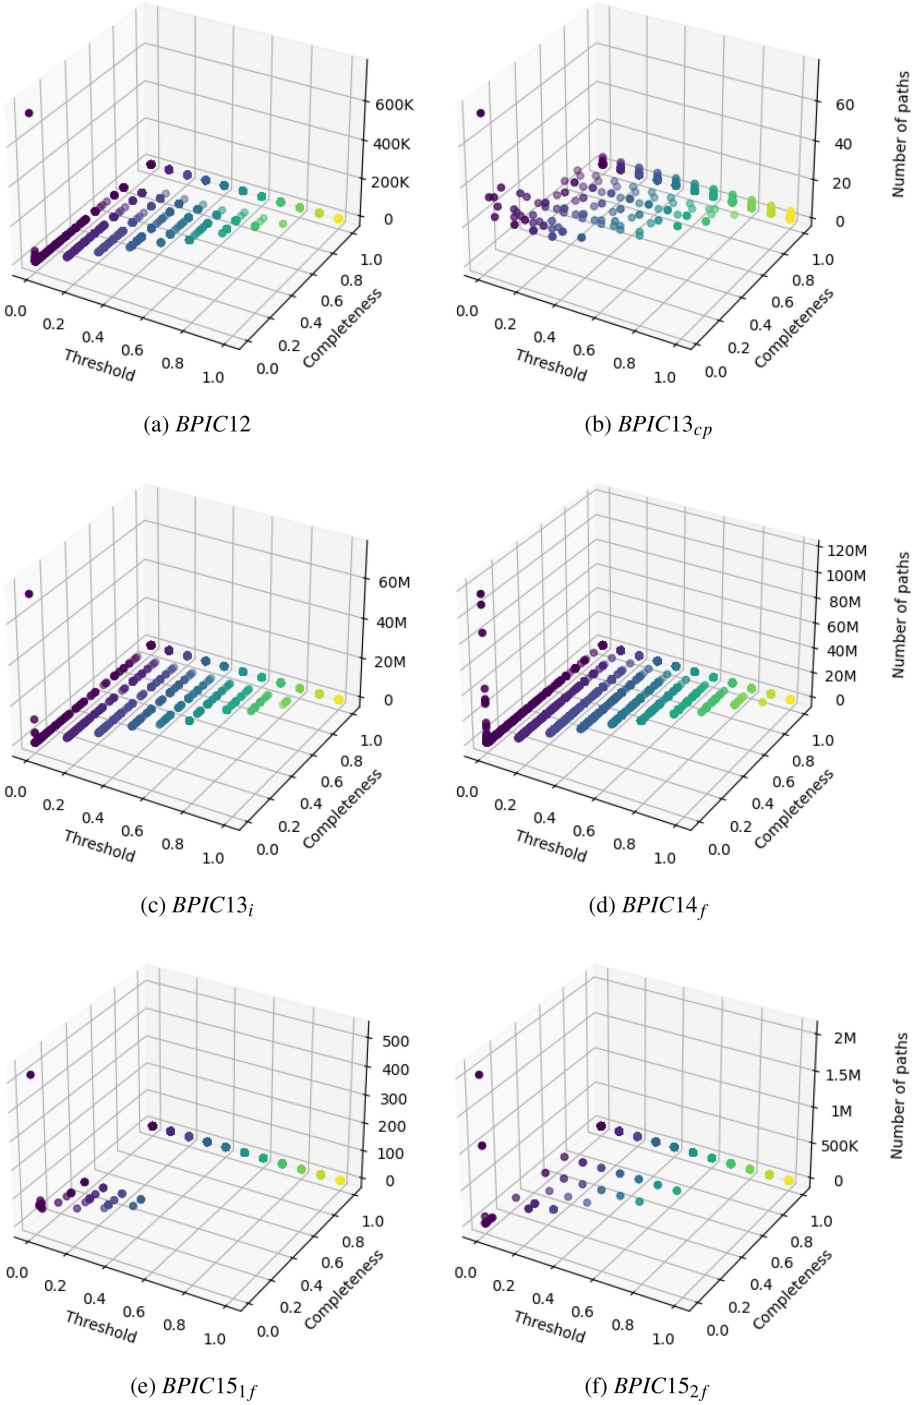 600K
400K
200K
0
0.0
0.2
0.4
0.6
0.8
1.0
Threshold
0.0
0.2
0.4
0.6
0.8
1.0
Completeness
(a) BPIC12
60
40
20
0
Number of paths
0.0
0.2
0.4
0.6
0.8
1.0
Threshold
0.0
0.2
0.4
0.6
0.8
1.0
Completeness
(b) BPIC13cp
60M
40M
20M
0
0.0
0.2
0.4
0.6
0.8
1.0
Threshold
0.0
0.2
0.4
0.6
0.8
1.0
Completeness
(c) BPIC13i
120M
100M
80M
60M
40M
20M
0
Number of paths
0.0
0.2
0.4
0.6
0.8
1.0
Threshold
0.0
0.2
0.4
0.6
0.8
1.0
Completeness
(d) BPIC14f
500
400
300
200
100
0
0.0
0.2
0.4
0.6
0.8
1.0
Threshold
0.0
0.2
0.4
0.6
0.8
1.0
Completeness
(e) BPIC151f
2M
1.5M
1M
500K
0
Number of paths
0.0
0.2
0.4
0.6
0.8
1.0
Threshold
0.0
0.2
0.4
0.6
0.8
1.0
Completeness
(f) BPIC152f